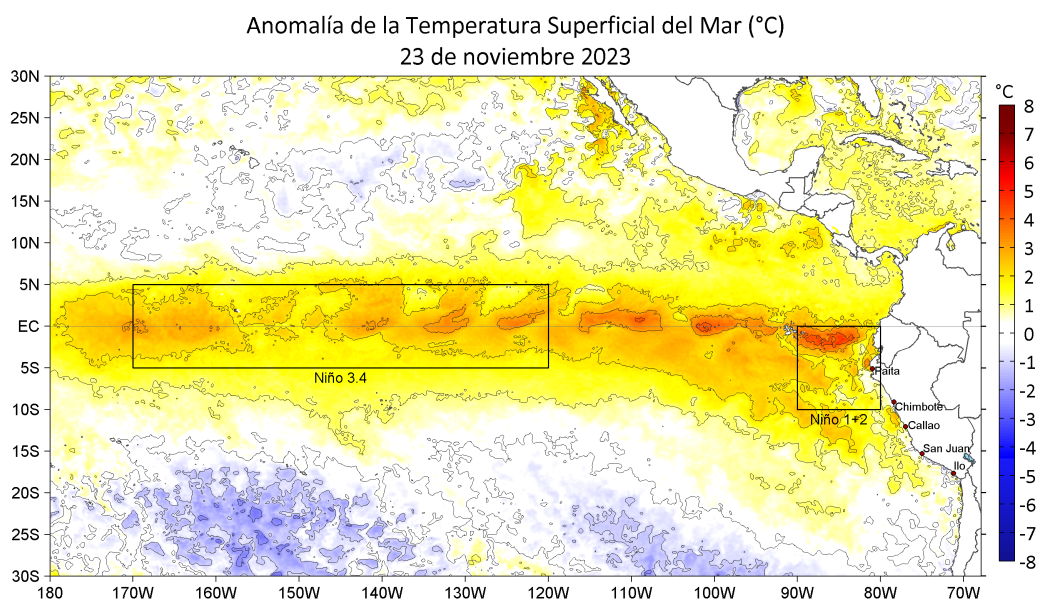 Anomalía de la Temperatura Superficial del Mar (°C)
23 de noviembre 2023
30N
25N
20N
15N
10N
5N
EC
5S
10S
15S
20S
25S
30S
180
170W
160W
150W
140W
130W
120W
110W
100W
90W
80W
70W
Niño 3.4
Niño 1+2
Paita
Chimbote
Callao
San Juan
Ilo
°C
8
7
6
5
4
3
2
1
0
-1
-2
-3
-4
-5
-6
-7
-8